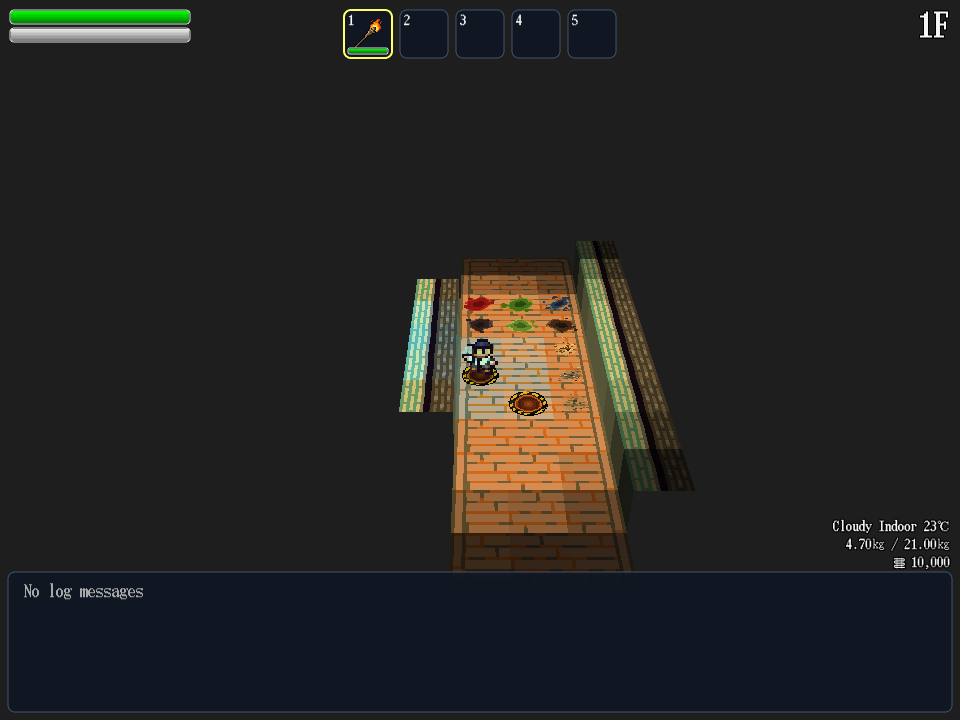 1
2
3
4
5
1F
Cloudy Indoor 23℃
4.70kg / 21.00kg
10,000
No log messages